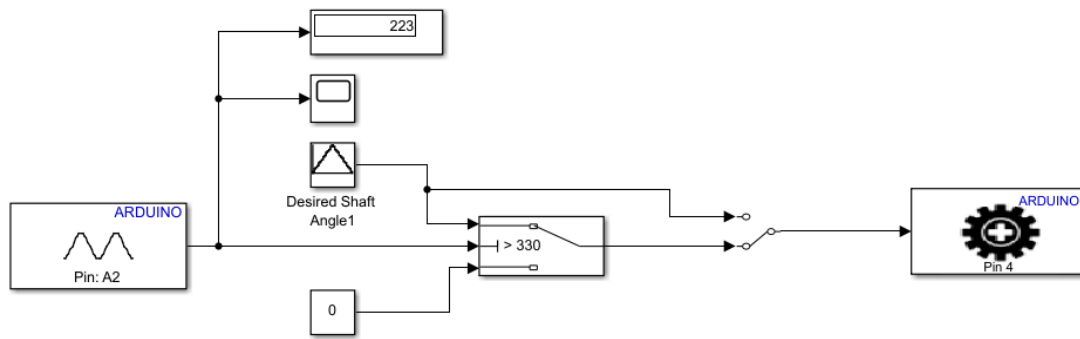 223
Desired Shaft
Angle1
ARDUINO
Pin: A2
> 330
0
ARDUINO
Pin 4